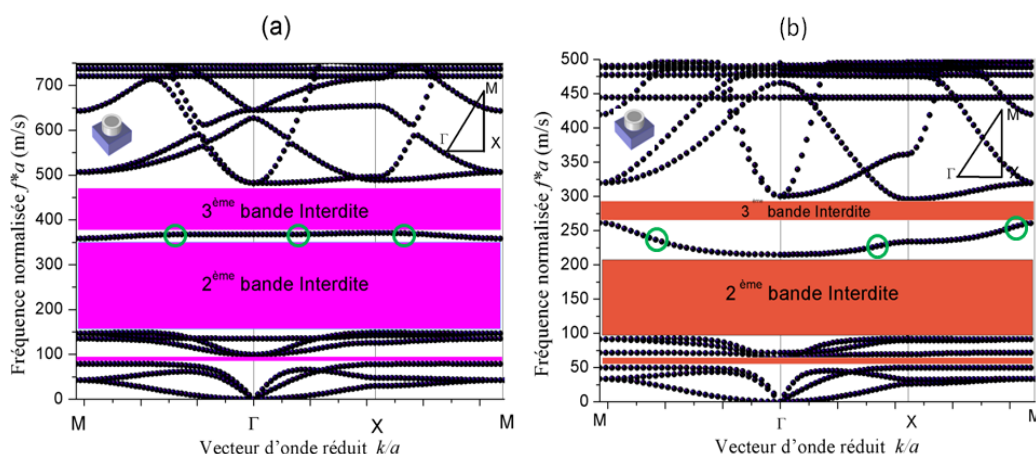 (a)
Fréquence normalisée f*a (m/s)
700
600
500
400
300
200
100
0
M
Γ
X
3ème bande Interdite
2ème bande Interdite
M Γ X M
Vecteur d'onde réduit k/a
(b)
Fréquence normalisée f*a (m/s)
500
450
400
350
300
250
200
150
100
50
0
M
Γ
X
3ème bande Interdite
2ème bande Interdite
M Γ X M
Vecteur d'onde réduit k/a